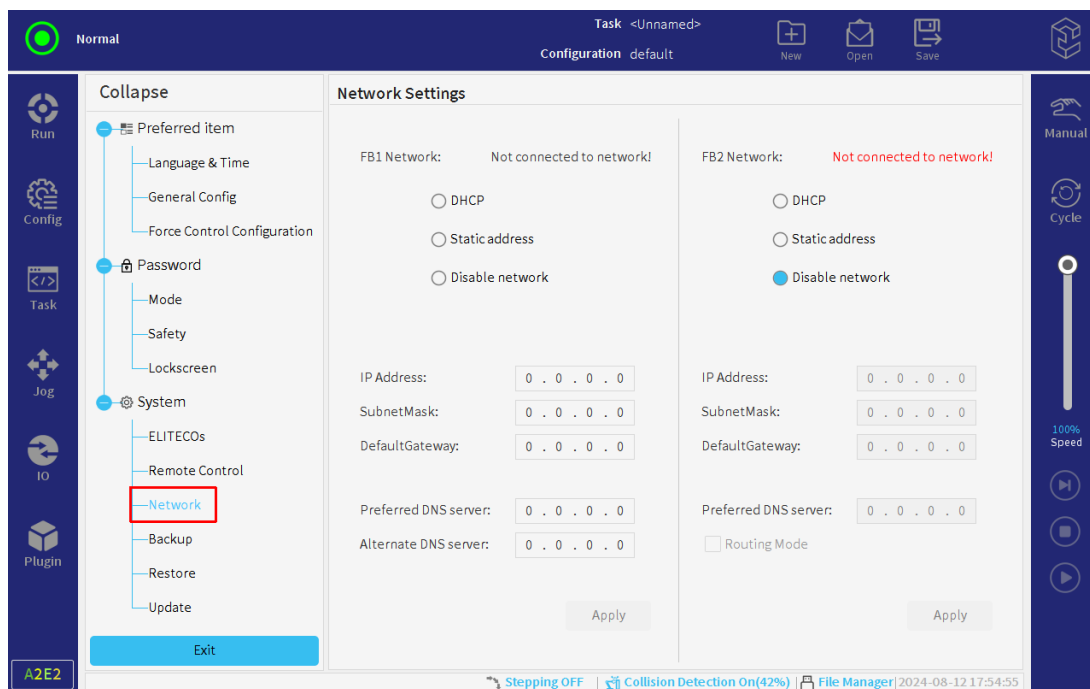 Normal
Task <Unnamed>
Configuration default
New
Open
Save
Run
Config
Task
Jog
IO
Plugin
A2E2
Collapse
Preferred item
Language & Time
General Config
Force Control Configuration
Password
Mode
Safety
Lockscreen
System
ELITECOs
Remote Control
Network
Backup
Restore
Update
Exit
Network Settings
FB1 Network: Not connected to network!
DHCP
Static address
Disable network
IP Address: 0 . 0 . 0 . 0
SubnetMask: 0 . 0 . 0 . 0
DefaultGateway: 0 . 0 . 0 . 0
Preferred DNS server: 0 . 0 . 0 . 0
Alternate DNS server: 0 . 0 . 0 . 0
Apply
FB2 Network: Not connected to network!
DHCP
Static address
Disable network
IP Address: 0 . 0 . 0 . 0
SubnetMask: 0 . 0 . 0 . 0
DefaultGateway: 0 . 0 . 0 . 0
Preferred DNS server: 0 . 0 . 0 . 0
Routing Mode
Apply
Manual
Cycle
100%
Speed
Stepping OFF | Collision Detection On(42%) | File Manager | 2024-08-12 17:54:55